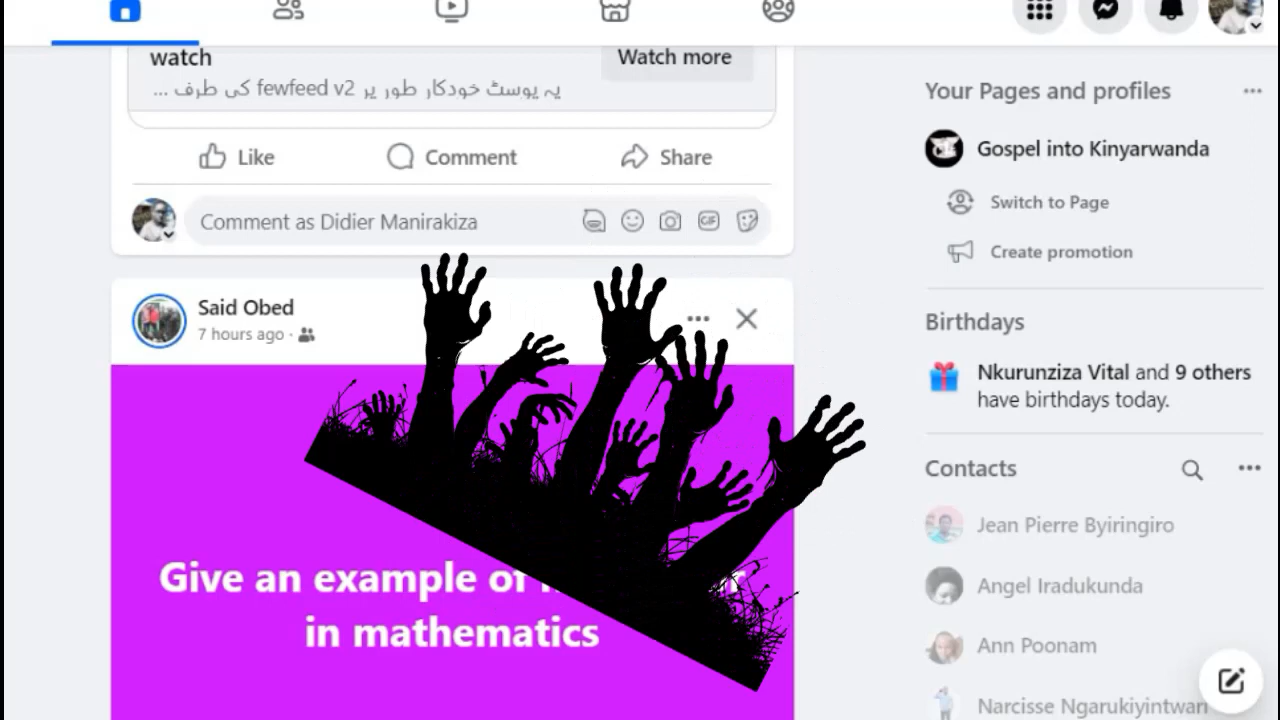 watch
Watch more
یہ پوسٹ خودکار طور پر fewfeed v2 کی طرف ...
Like
Comment
Share
Comment as Didier Manirakiza
GIF
Said Obed
7 hours ago ·
Give an example of
in mathematics
Your Pages and profiles
Gospel into Kinyarwanda
Switch to Page
Create promotion
Birthdays
Nkurunziza Vital and 9 others
have birthdays today.
Contacts
Jean Pierre Byiringiro
Angel Iradukunda
Ann Poonam
Narcisse Ngarukiyintwari